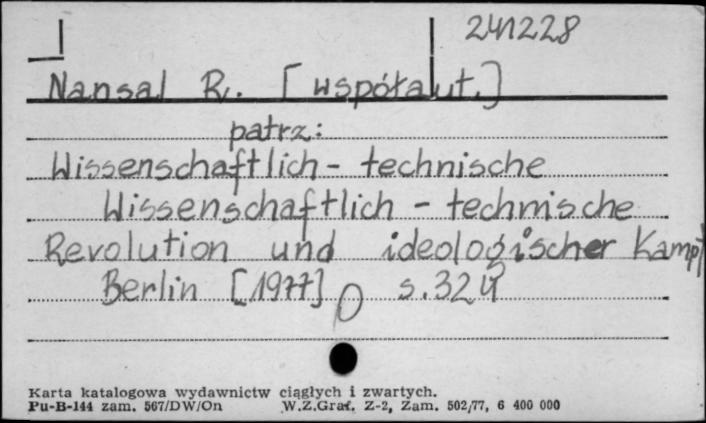 241228
Nansal R. [współaut.]
patrz:
Wissenschaftlich - technische
Wissenschaftlich - technische
Revolution und ideologischer Kampf
Berlin [1977] s.324
Karta katalogowa wydawnictw ciągłych i zwartych.
Pu-B-144 zam. 567/DW/On W.Z.Graf. Z-2, Zam. 502/77, 6 400 000